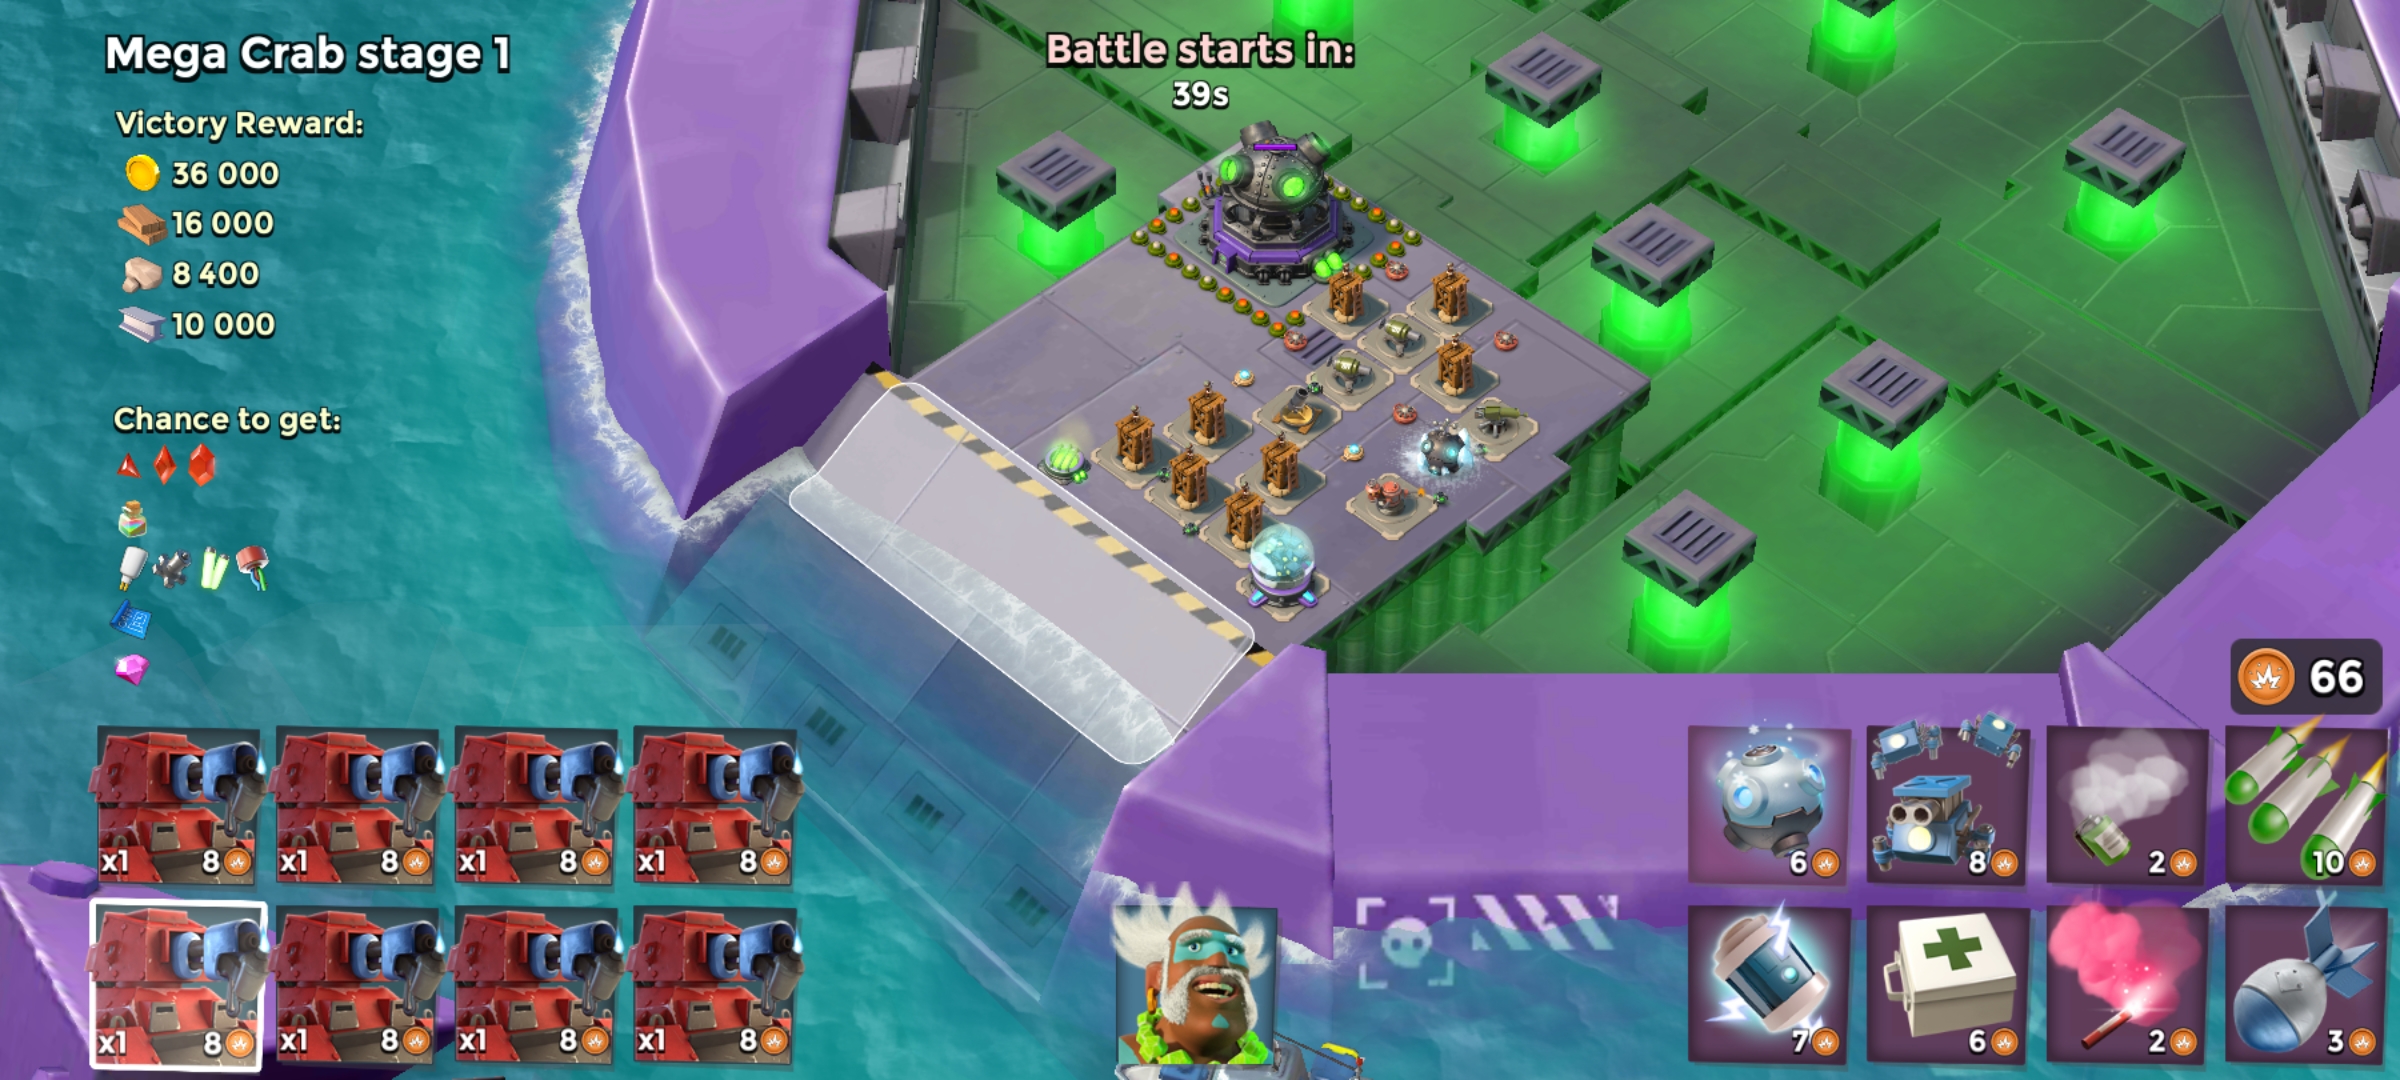 Mega Crab stage 1
Battle starts in:
39s
Victory Reward:
36 000
16 000
8 400
10 000
Chance to get:
66
x1 8
x1 8
x1 8
x1 8
6
8
2
10
x1 8
x1 8
x1 8
x1 8
7
6
2
3